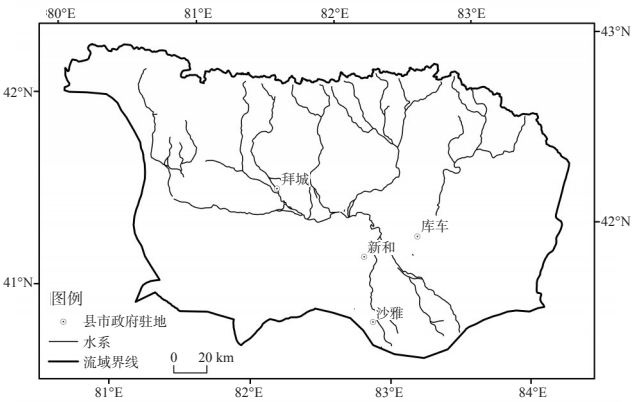 80°E 81°E 82°E 83°E
43°N
42°N
拜城
库车
42°N
新和
41°N
图例
沙雅
县市政府驻地
水系
流域界线
0 20 km
81°E 82°E 83°E 84°E